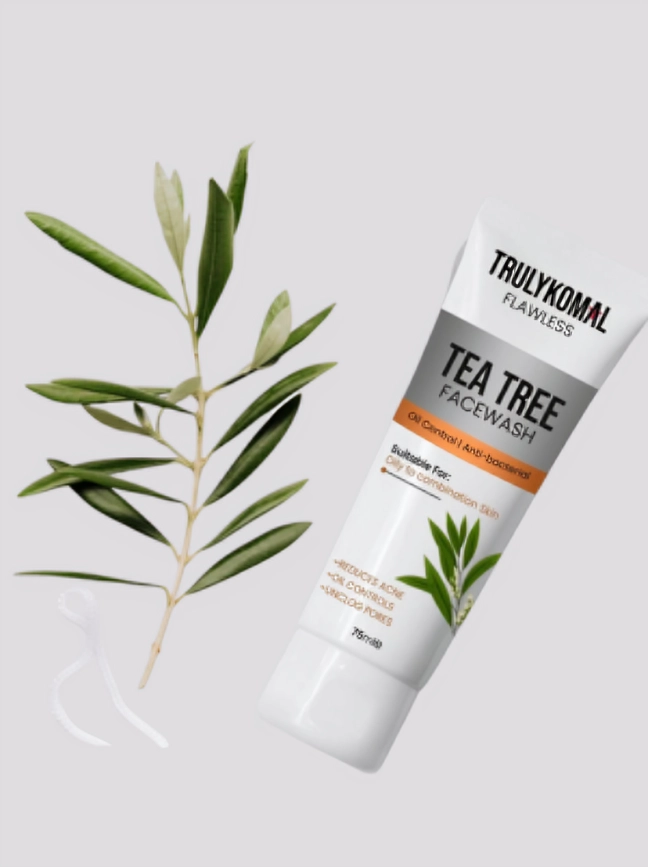 TRULYKOMAL
FLAWLESS
TEA TREE
FACEWASH
Oil Control | Anti-bacterial
Suitable For:
Oily to combination Skin
REDUCES ACNE
OIL CONTROLS
UNCLOG PORES
75ml